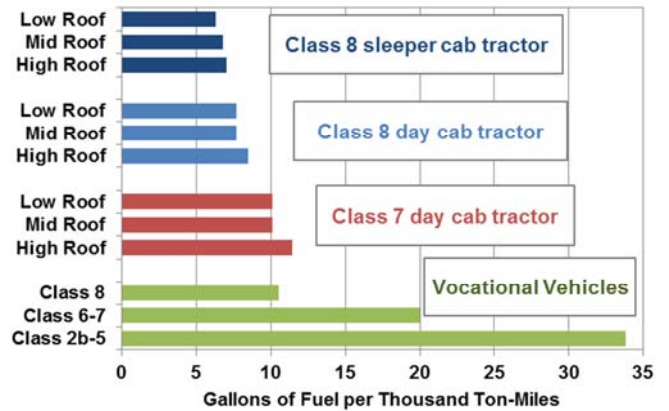 Low Roof
Mid Roof
High Roof
Class 8 sleeper cab tractor
Low Roof
Mid Roof
High Roof
Class 8 day cab tractor
Low Roof
Mid Roof
High Roof
Class 7 day cab tractor
Class 8
Class 6-7
Class 2b-5
Vocational Vehicles
0 5 10 15 20 25 30 35
Gallons of Fuel per Thousand Ton-Miles